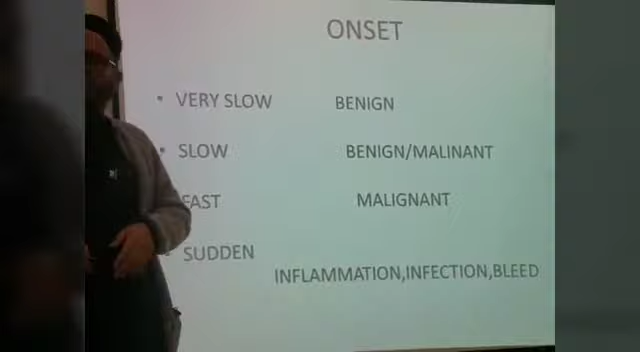 ONSET
• VERY SLOW BENIGN
• SLOW BENIGN/MALINANT
FAST MALIGNANT
• SUDDEN
INFLAMMATION,INFECTION,BLEED